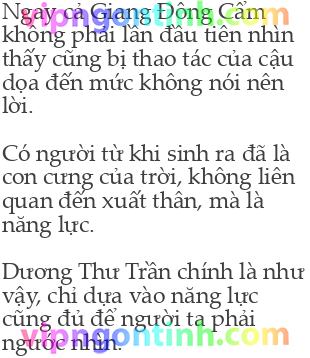 Ngay cả Giang Đông Cẩm
không phải lần đầu tiên nhìn
thấy cũng bị thao tác của cậu
dọa đến mức không nói nên
lời.
Có người từ khi sinh ra đã là
con cưng của trời, không liên
quan đến xuất thân, mà là
năng lực.
Dương Thư Trần chính là như
vậy, chỉ dựa vào năng lực
cũng đủ để người ta phải
ngước nhìn.
vipngontinh.com
vipngontinh.com